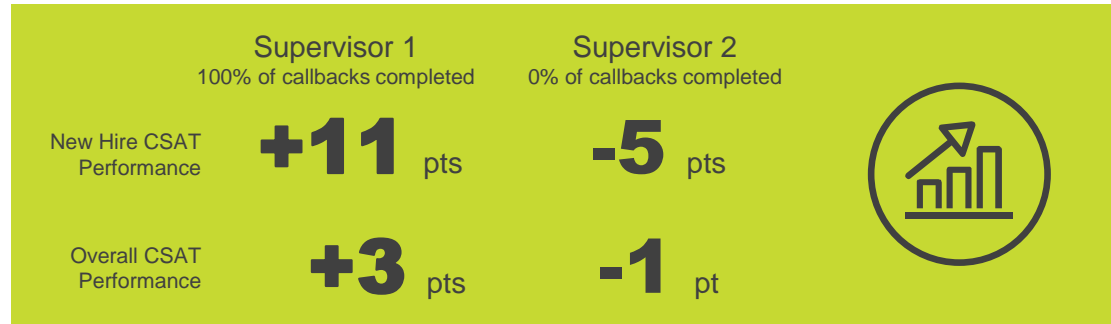 Supervisor 1
100% of callbacks completed
Supervisor 2
0% of callbacks completed
New Hire CSAT
Performance
+11 pts
-5 pts
Overall CSAT
Performance
+3 pts
-1 pt